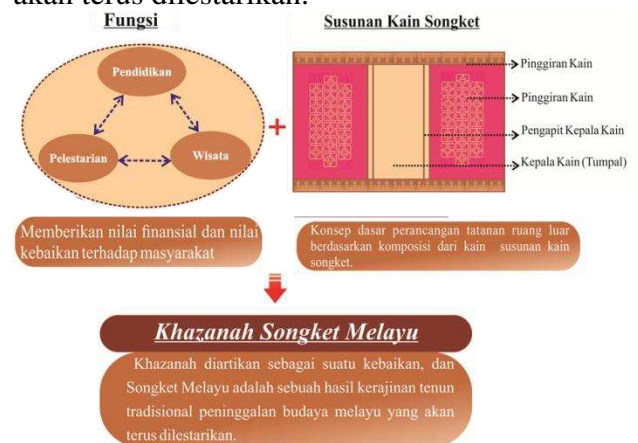 akan terus dilestarikan.
Fungsi
Pendidikan
Pelestarian
Wisata
+
Susunan Kain Songket
Pinggiran Kain
Pinggiran Kain
Pengapit Kepala Kain
Kepala Kain (Tumpal)
Memberikan nilai finansial dan nilai
kebaikan terhadap masyarakat
Konsep dasar perancangan tatanan ruang luar
berdasarkan komposisi dari kain susunan kain
songket.
Khazanah Songket Melayu
Khazanah diartikan sebagai suatu kebaikan, dan
Songket Melayu adalah sebuah hasil kerajinan tenun
tradisional peninggalan budaya melayu yang akan
terus dilestarikan.